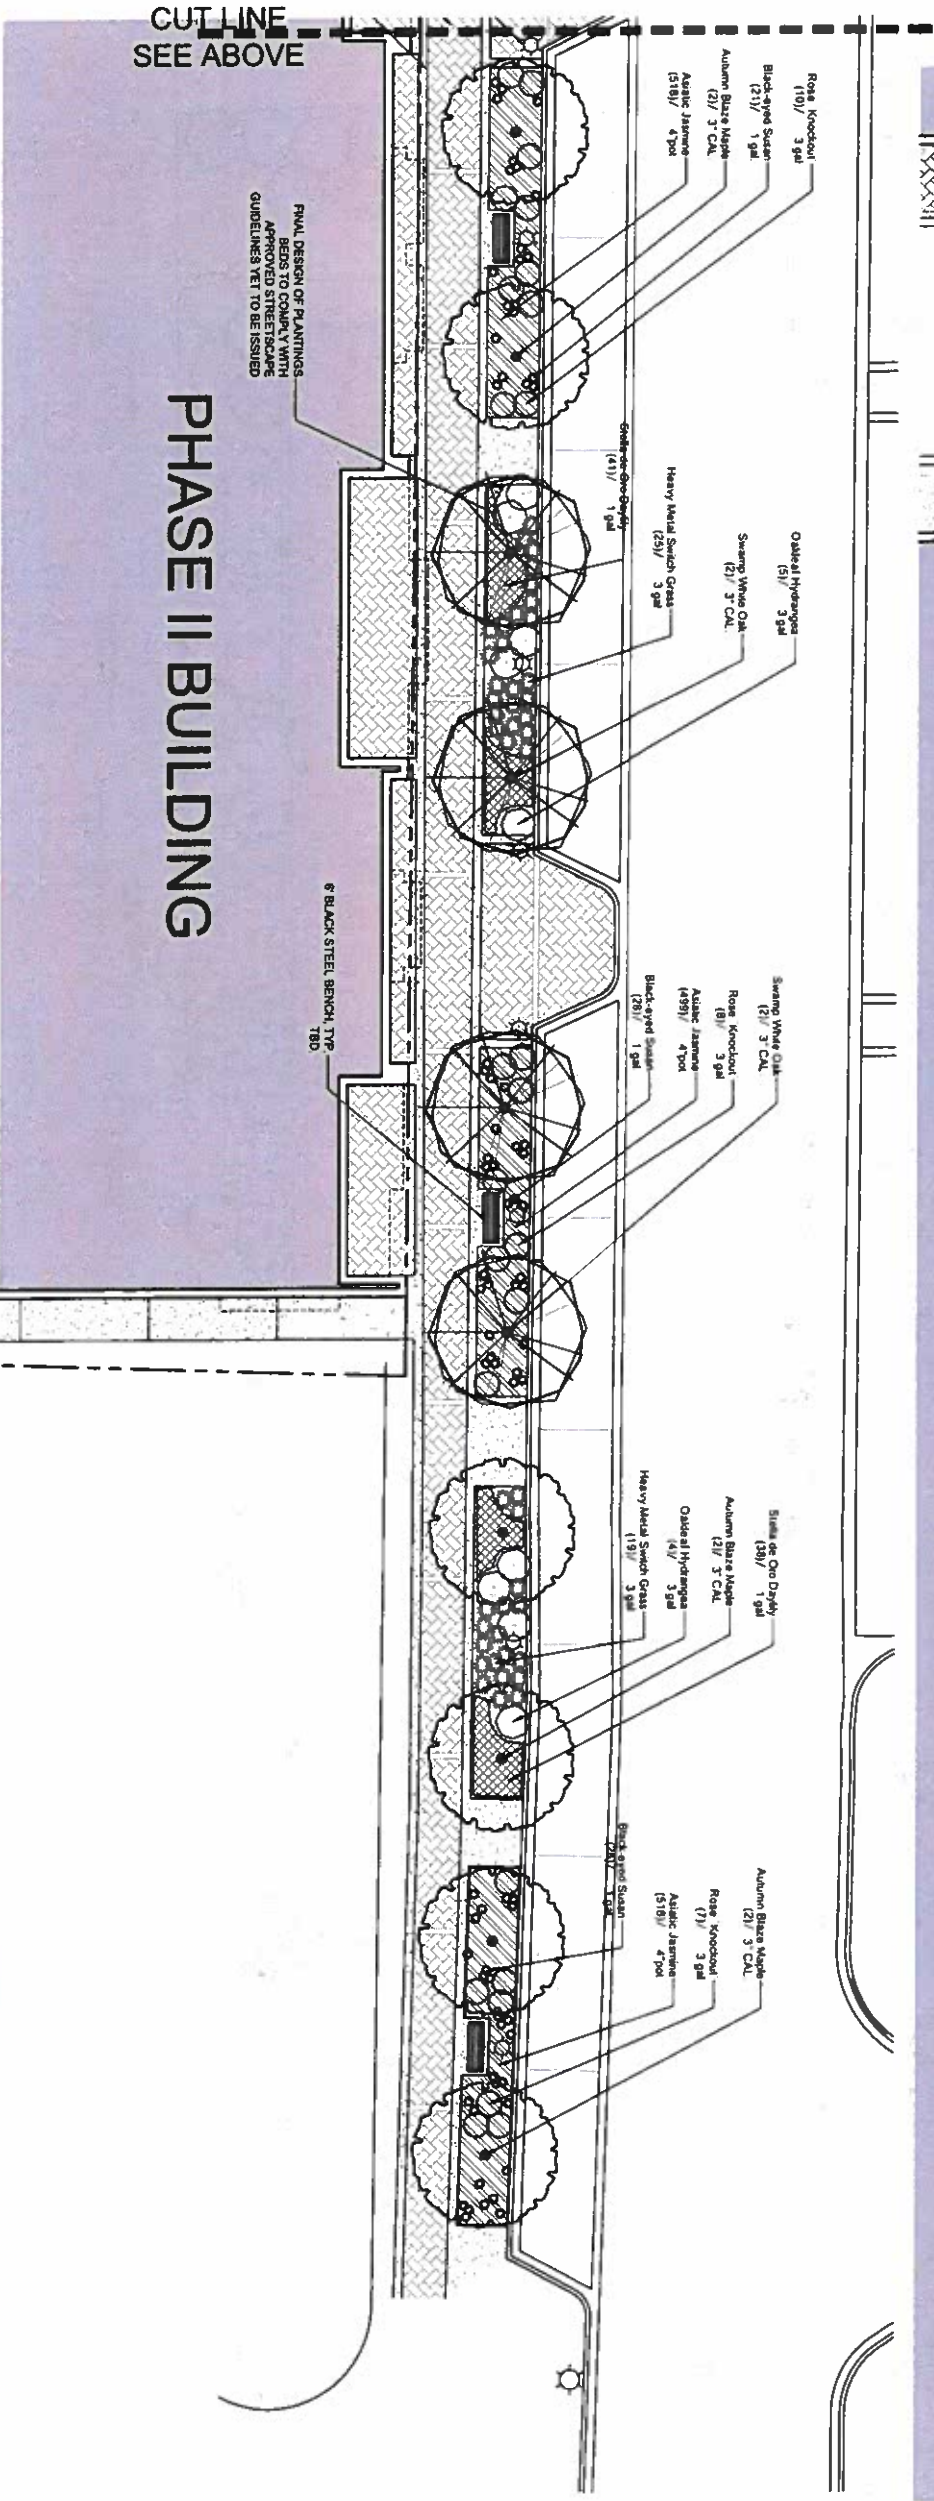 CUT LINE
SEE ABOVE
Rose Knockout
(10)/ 3 gal
Black-eyed Susan
(21)/ 1 gal.
Autumn Blaze Maple
(2)/ 3" CAL
Asiatic Jasmine
(518)/ 4"pot
FINAL DESIGN OF PLANTINGS
BEDS TO COMPLY WITH
APPROVED STREETSCAPE
GUIDELINES YET TO BE ISSUED
PHASE II BUILDING
Oakleaf Hydrangea
(5)/ 3 gal
Swamp White Oak
(2)/ 3" CAL.
Heavy Metal Switch Grass
(25)/ 3 gal
Stella de Oro Daylily
(41)/ 1 gal
6' BLACK STEEL BENCH, TYP.
TBD
Swamp White Oak
(2)/ 3" CAL
Rose Knockout
(8)/ 3 gal
Asiatic Jasmine
(499)/ 4"pot
Black-eyed Susan
(28)/ 1 gal
Stella de Oro Daylily
(38)/ 1 gal
Autumn Blaze Maple
(2)/ 3" CAL
Oakleaf Hydrangea
(4)/ 3 gal
Heavy Metal Switch Grass
(19)/ 3 gal
Autumn Blaze Maple
(2)/ 3" CAL
Rose Knockout
(7)/ 3 gal
Asiatic Jasmine
(518)/ 4"pot
Black-eyed Susan
1 gal